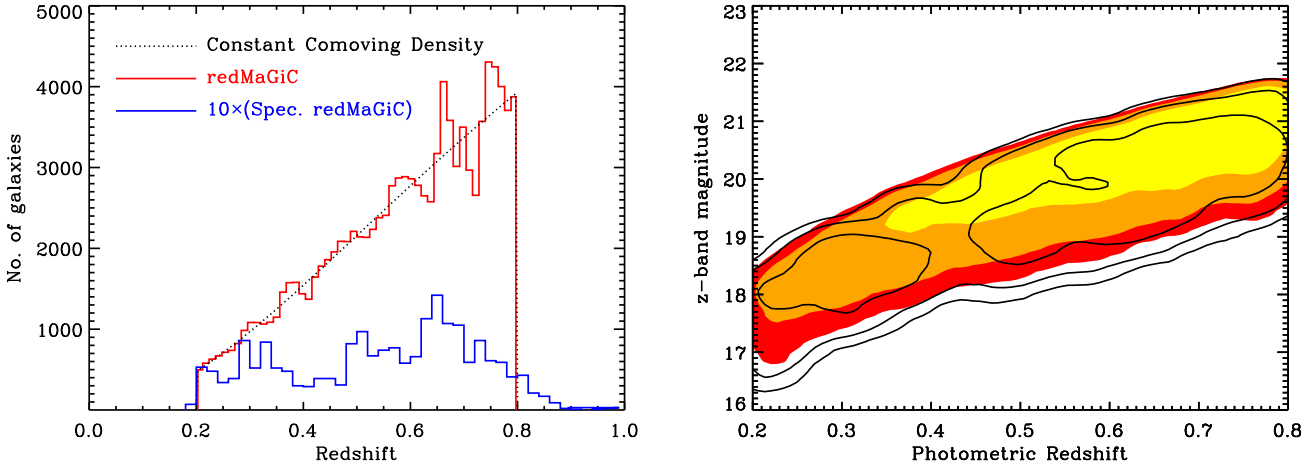 5000
4000
3000
2000
1000
No. of galaxies
Constant Comoving Density
redMaGiC
10×(Spec. redMaGiC)
0.0 0.2 0.4 0.6 0.8 1.0
Redshift
23
22
21
20
19
18
17
16
z−band magnitude
0.2 0.3 0.4 0.5 0.6 0.7 0.8
Photometric Redshift